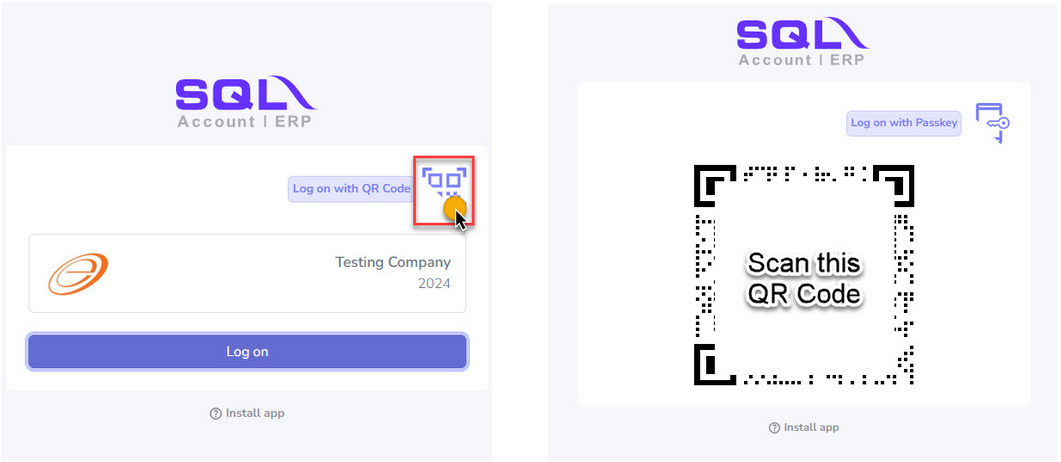 SQL
Account | ERP
Log on with QR Code
Testing Company
2024
Log on
Install app
SQL
Account | ERP
Log on with Passkey
Scan this
QR Code
Install app